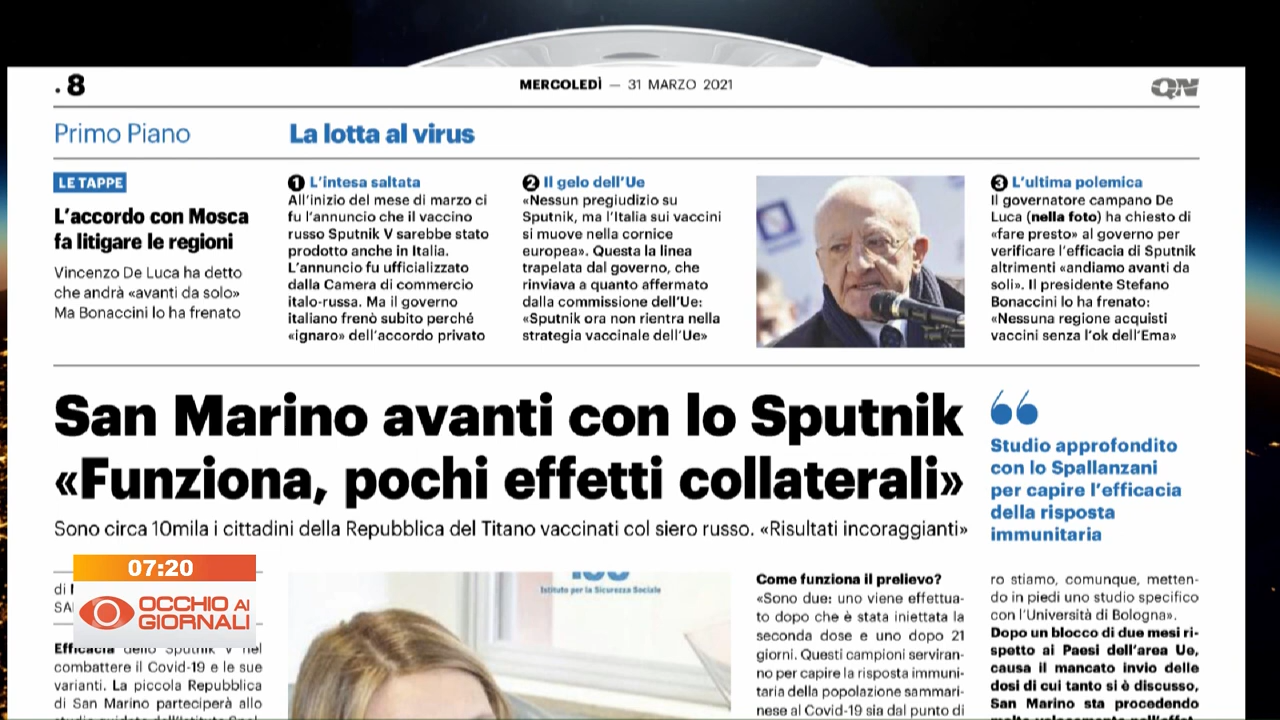 .8
MERCOLEDÌ — 31 MARZO 2021
QN
Primo Piano
La lotta al virus
LE TAPPE
L'accordo con Mosca
fa litigare le regioni
Vincenzo De Luca ha detto
che andrà «avanti da solo»
Ma Bonaccini lo ha frenato
1 L'intesa saltata
All'inizio del mese di marzo ci
fu l'annuncio che il vaccino
russo Sputnik V sarebbe stato
prodotto anche in Italia.
L'annuncio fu ufficializzato
dalla Camera di commercio
italo-russa. Ma il governo
italiano frenò subito perché
«ignaro» dell'accordo privato
2 Il gelo dell'Ue
«Nessun pregiudizio su
Sputnik, ma l'Italia sui vaccini
si muove nella cornice
europea». Questa la linea
trapelata dal governo, che
rinviava a quanto affermato
dalla commissione dell'Ue:
«Sputnik ora non rientra nella
strategia vaccinale dell'Ue»
3 L'ultima polemica
Il governatore campano De
Luca (nella foto) ha chiesto di
«fare presto» al governo per
verificare l'efficacia di Sputnik
altrimenti «andiamo avanti da
soli». Il presidente Stefano
Bonaccini lo ha frenato:
«Nessuna regione acquisti
vaccini senza l'ok dell'Ema»
San Marino avanti con lo Sputnik
«Funziona, pochi effetti collaterali»
Sono circa 10mila i cittadini della Repubblica del Titano vaccinati col siero russo. «Risultati incoraggianti»
Studio approfondito
con lo Spallanzani
per capire l'efficacia
della risposta
immunitaria
07:20
OCCHIO AI
GIORNALI
di
Efficacia dello Sputnik V nel
combattere il Covid-19 e le sue
varianti. La piccola Repubblica
di San Marino parteciperà allo
Istituto per la Sicurezza Sociale
Come funziona il prelievo?
«Sono due: uno viene effettua-
to dopo che è stata iniettata la
seconda dose e uno dopo 21
giorni. Questi campioni serviran-
no per capire la risposta immuni-
taria della popolazione sammari-
nese al Covid-19 sia dal punto di
ro stiamo, comunque, metten-
do in piedi uno studio specifico
con l'Università di Bologna».
Dopo un blocco di due mesi ri-
spetto ai Paesi dell'area Ue,
causa il mancato invio delle
dosi di cui tanto si è discusso,
San Marino sta procedendo